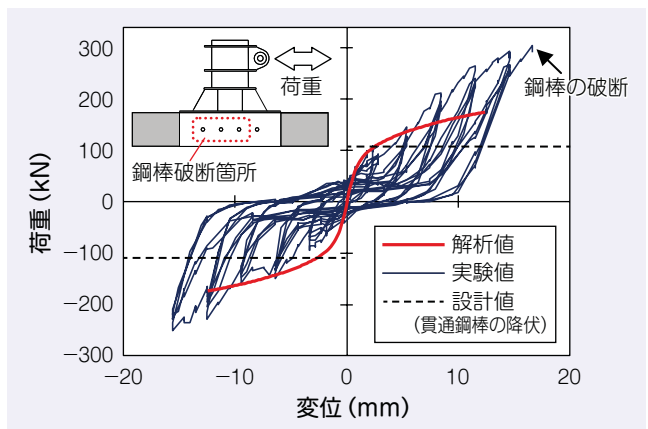 300
200
100
0
−100
−200
−300
荷重 (kN)
荷重
鋼棒の破断
鋼棒破断箇所
解析値
実験値
設計値
(貫通鋼棒の降伏)
−20
−10
0
10
20
変位 (mm)